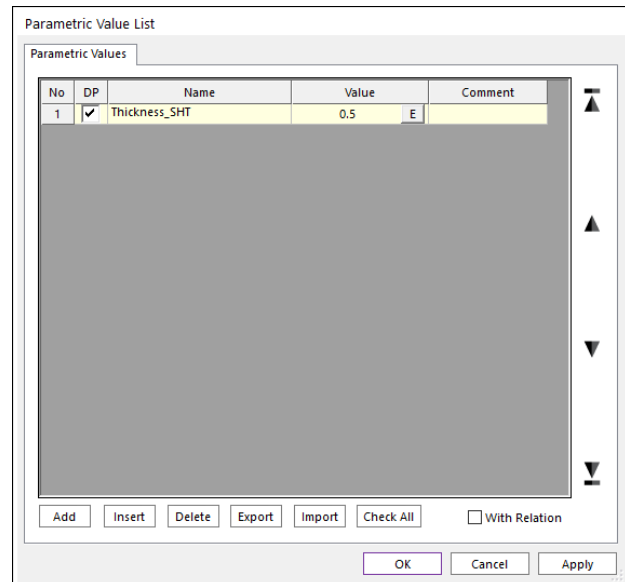 Parametric Value List
Parametric Values
No DP Name Value Comment
1 Thickness_SHT 0.5 E
Add Insert Delete Export Import Check All With Relation
OK Cancel Apply